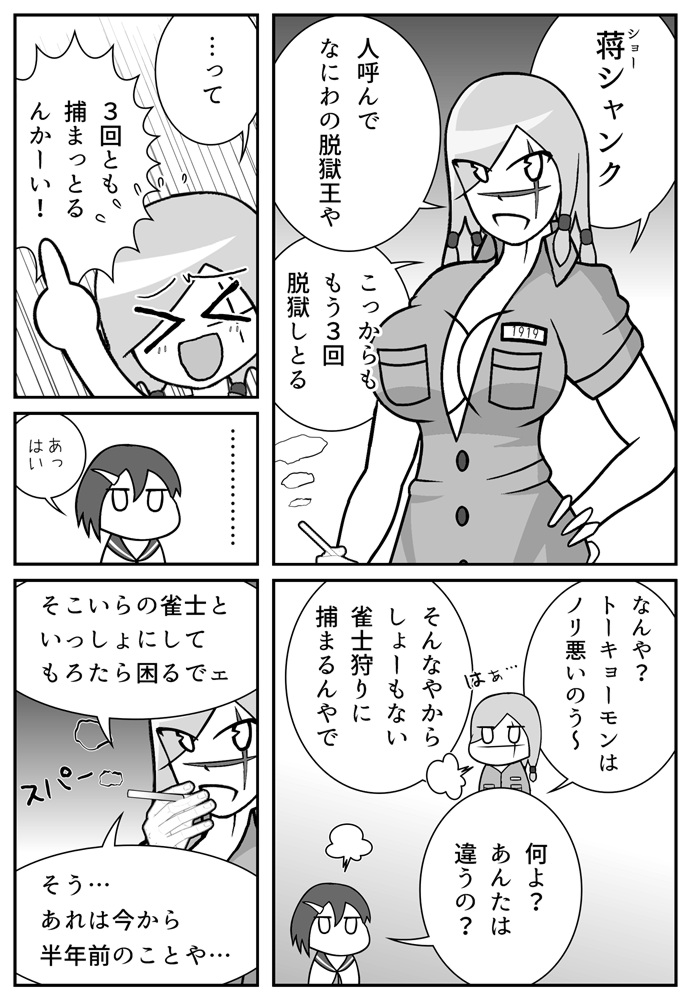 蒋シャンク
ショー
人呼んで
なにわの脱獄王や
こっからも
もう３回
脱獄しとる
1919
…って
３回とも
捕まっとる
んかーい！
………
あっ
はい
なんや？
トーキョーモンは
ノリ悪いのう～
はぁ…
そんなやから
しょーもない
雀士狩りに
捕まるんやで
何よ？
あんたは
違うの？
そこいらの雀士と
いっしょにして
もろたら困るでェ
スパー
そう…
あれは今から
半年前のことや…